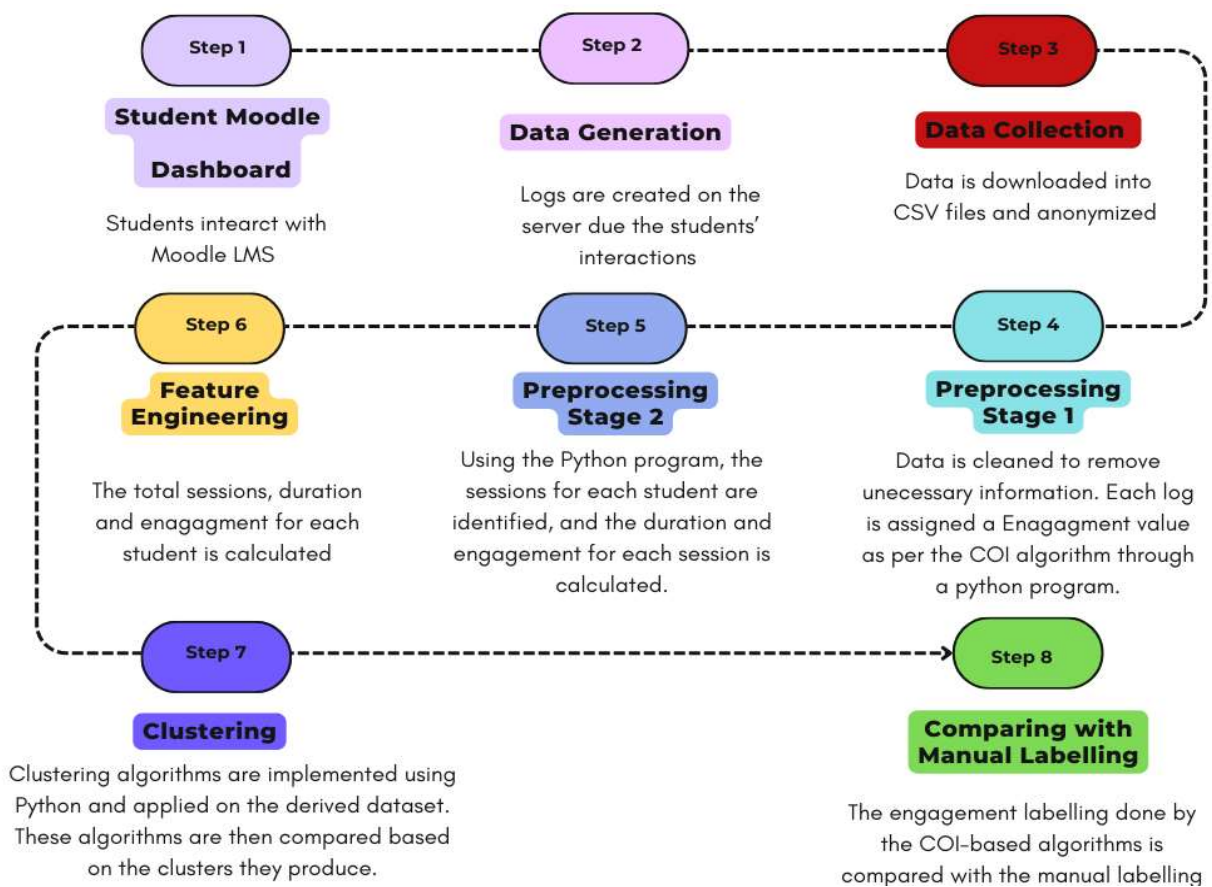 Step 1
Student Moodle
Dashboard
Students intearct with
Moodle LMS
Step 2
Data Generation
Logs are created on the
server due the students’
interactions
Step 3
Data Collection
Data is downloaded into
CSV files and anonymized
Step 4
Preprocessing
Stage 1
Data is cleaned to remove
unecessary information. Each log
is assigned a Enagagment value
as per the COI algorithm through
a python program.
Step 5
Preprocessing
Stage 2
Using the Python program, the
sessions for each student are
identified, and the duration and
engagement for each session is
calculated.
Step 6
Feature
Engineering
The total sessions, duration
and enagagment for each
student is calculated
Step 7
Clustering
Clustering algorithms are implemented using
Python and applied on the derived dataset.
These algorithms are then compared based
on the clusters they produce.
Step 8
Comparing with
Manual Labelling
The engagement labelling done by
the COI-based algorithms is
compared with the manual labelling